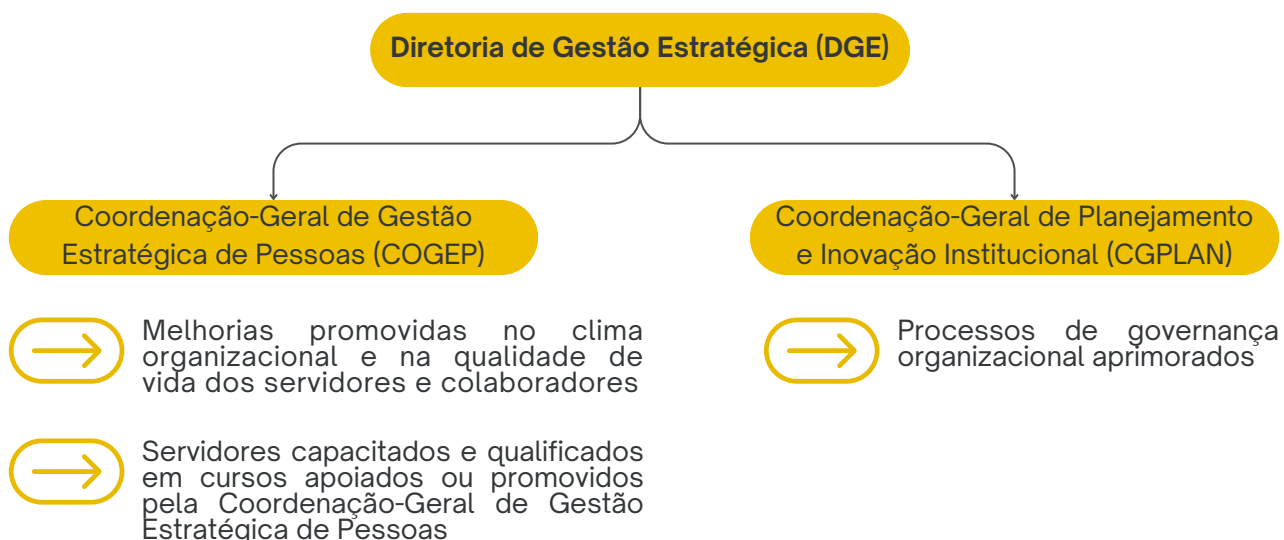 Diretoria de Gestão Estratégica (DGE)
Coordenação-Geral de Gestão
Estratégica de Pessoas (COGEP)
Melhorias promovidas no clima
organizacional e na qualidade de
vida dos servidores e colaboradores
Servidores capacitados e qualificados
em cursos apoiados ou promovidos
pela Coordenação-Geral de Gestão
Estratégica de Pessoas
Coordenação-Geral de Planejamento
e Inovação Institucional (CGPLAN)
Processos de governança
organizacional aprimorados